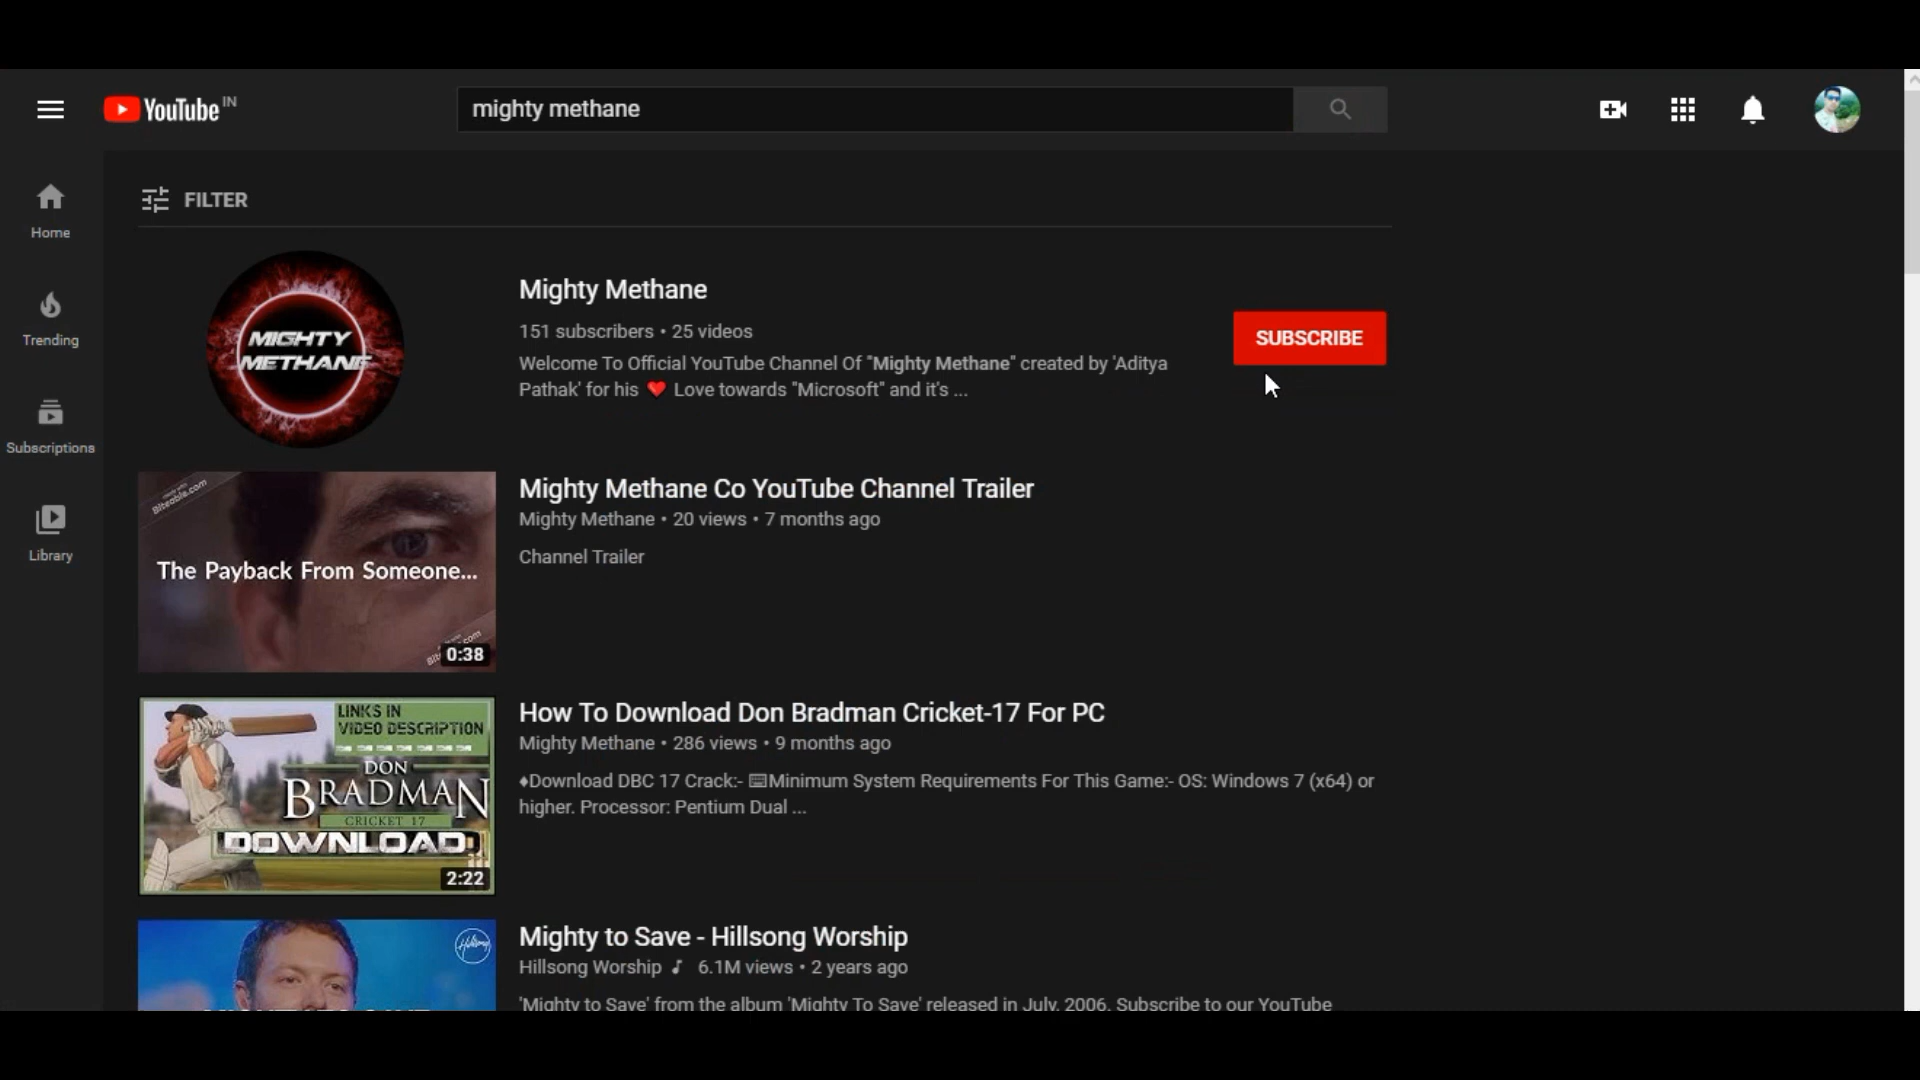 YouTube IN
mighty methane
Home
Trending
Subscriptions
Library
FILTER
MIGHTY
METHANE
Mighty Methane
151 subscribers • 25 videos
Welcome To Official YouTube Channel Of "Mighty Methane" created by 'Aditya
Pathak' for his ❤ Love towards "Microsoft" and it's ...
SUBSCRIBE
Biteable.com
The Payback From Someone...
0:38
Mighty Methane Co YouTube Channel Trailer
Mighty Methane • 20 views • 7 months ago
Channel Trailer
LINKS IN
VIDEO DESCRIPTION
DON
BRADMAN
CRICKET 17
DOWNLOAD
2:22
How To Download Don Bradman Cricket-17 For PC
Mighty Methane • 286 views • 9 months ago
♦Download DBC 17 Crack:- ⌨Minimum System Requirements For This Game:- OS: Windows 7 (x64) or
higher. Processor: Pentium Dual ...
Hillsong
Mighty to Save - Hillsong Worship
Hillsong Worship ♪ 6.1M views • 2 years ago
'Mighty to Save' from the album 'Mighty To Save' released in July, 2006. Subscribe to our YouTube